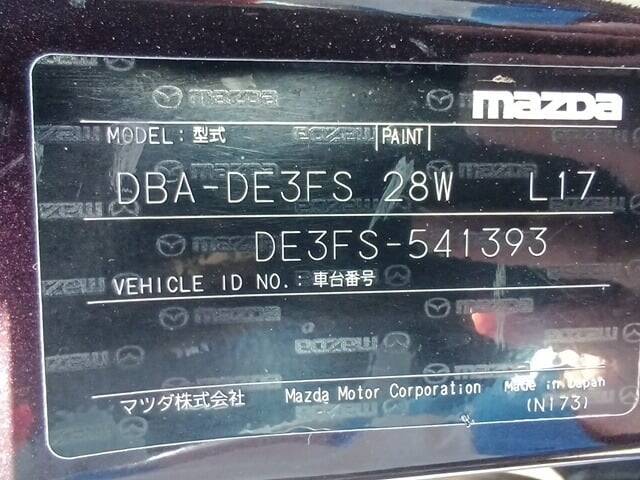 mazda
MODEL: 型式 PAINT
DBA-DE3FS 28W L17
DE3FS-541393
VEHICLE ID NO.: 車台番号
マツダ株式会社 Mazda Motor Corporation Made in Japan
(N173)